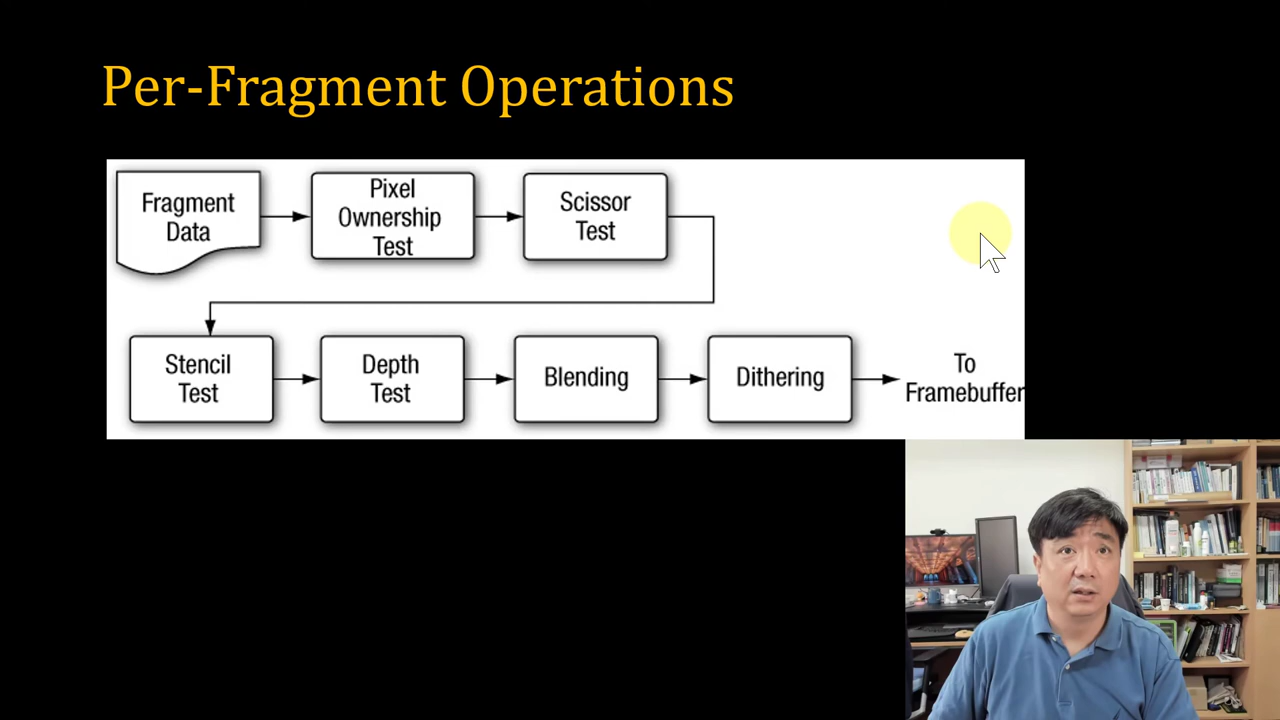 Per-Fragment Operations
Fragment
Data
Pixel
Ownership
Test
Scissor
Test
Stencil
Test
Depth
Test
Blending
Dithering
To
Framebuffer